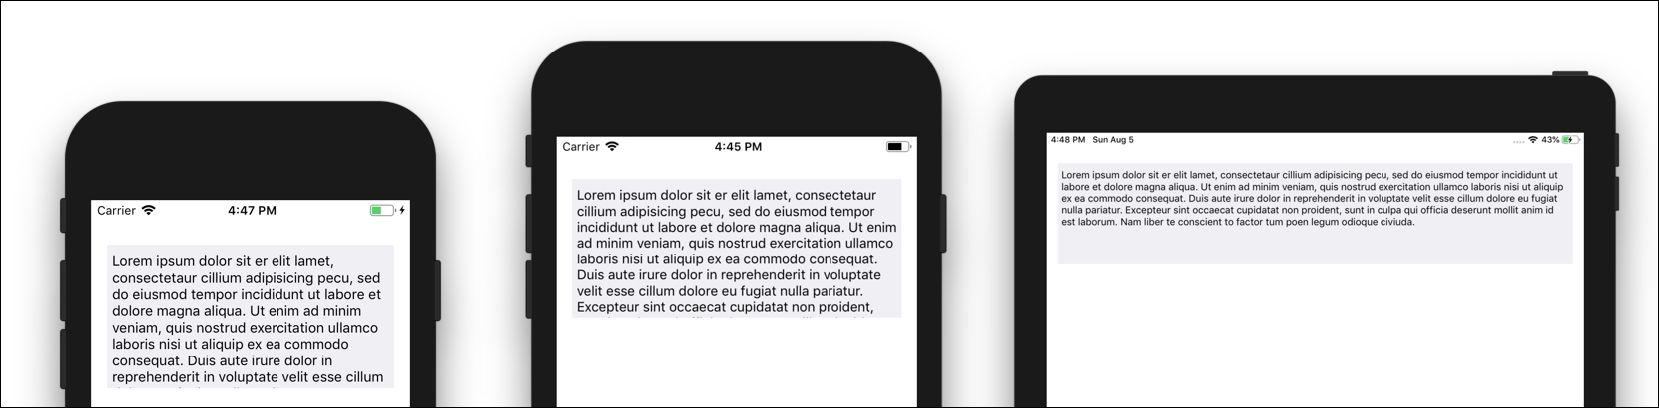 Carrier 4:47 PM
Lorem ipsum dolor sit er elit lamet,
consectetaur cillium adipisicing pecu, sed
do eiusmod tempor incididunt ut labore et
dolore magna aliqua. Ut enim ad minim
veniam, quis nostrud exercitation ullamco
laboris nisi ut aliquip ex ea commodo
consequat. Duis aute irure dolor in
reprehenderit in voluptate velit esse cillum
Carrier 4:45 PM
Lorem ipsum dolor sit er elit lamet, consectetaur
cillium adipisicing pecu, sed do eiusmod tempor
incididunt ut labore et dolore magna aliqua. Ut enim
ad minim veniam, quis nostrud exercitation ullamco
laboris nisi ut aliquip ex ea commodo consequat.
Duis aute irure dolor in reprehenderit in voluptate
velit esse cillum dolore eu fugiat nulla pariatur.
Excepteur sint occaecat cupidatat non proident,
4:48 PM Sun Aug 5 43%
Lorem ipsum dolor sit er elit lamet, consectetaur cillium adipisicing pecu, sed do eiusmod tempor incididunt ut
labore et dolore magna aliqua. Ut enim ad minim veniam, quis nostrud exercitation ullamco laboris nisi ut aliquip
ex ea commodo consequat. Duis aute irure dolor in reprehenderit in voluptate velit esse cillum dolore eu fugiat
nulla pariatur. Excepteur sint occaecat cupidatat non proident, sunt in culpa qui officia deserunt mollit anim id
est laborum. Nam liber te conscient to factor tum poen legum odioque civiuda.